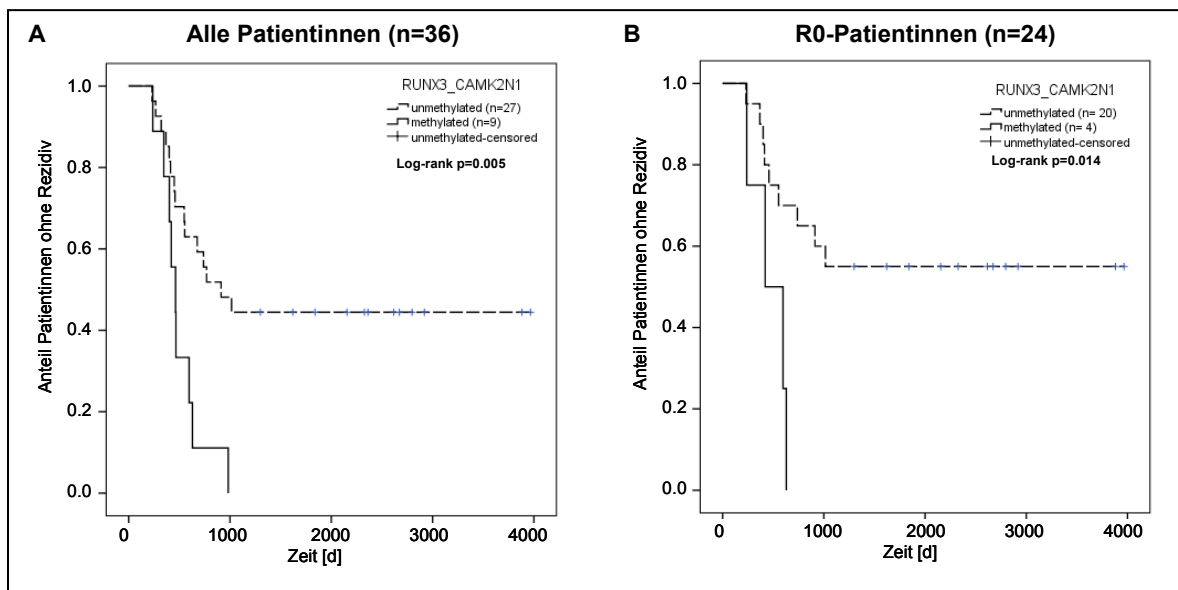 A
Alle Patientinnen (n=36)
RUNX3_CAMK2N1
unmethylated (n=27)
methylated (n=9)
unmethylated-censored
Log-rank p=0.005
Anteil Patientinnen ohne Rezidiv
1.0
0.8
0.6
0.4
0.2
0.0
0
1000
2000
3000
4000
Zeit [d]
B
R0-Patientinnen (n=24)
RUNX3_CAMK2N1
unmethylated (n= 20)
methylated (n= 4)
unmethylated-censored
Log-rank p=0.014
Anteil Patientinnen ohne Rezidiv
1.0
0.8
0.6
0.4
0.2
0.0
0
1000
2000
3000
4000
Zeit [d]